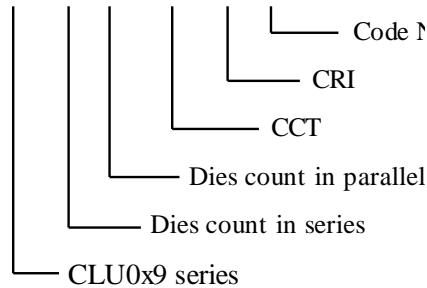 Code
CRI
CCT
Dies count in parallel
Dies count in series
CLU0x9 series